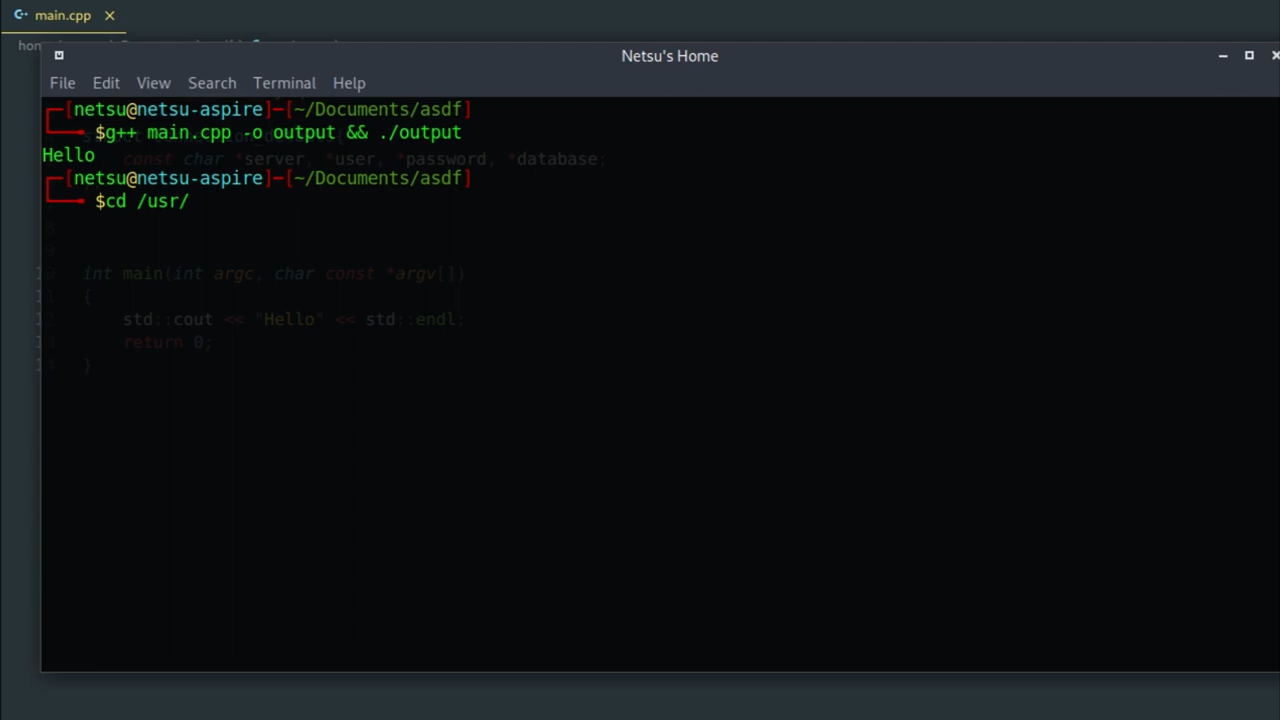 main.cpp
hom
Netsu's Home
File Edit View Search Terminal Help
[netsu@netsu-aspire]-[~/Documents/asdf]
$g++ main.cpp -o output && ./output
const char *server, *user, *password, *database;
Hello
[netsu@netsu-aspire]-[~/Documents/asdf]
$cd /usr/
int main(int argc, char const *argv[])
{
std::cout << "Hello" << std::endl;
return 0;
}